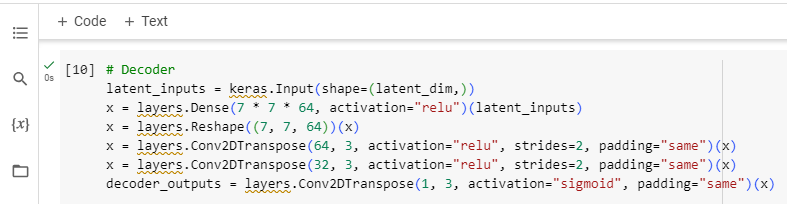 + Code + Text
[10] # Decoder
0s
latent_inputs = keras.Input(shape=(latent_dim,))
x = layers.Dense(7 * 7 * 64, activation="relu")(latent_inputs)
x = layers.Reshape((7, 7, 64))(x)
{x}
x = layers.Conv2DTranspose(64, 3, activation="relu", strides=2, padding="same")(x)
x = layers.Conv2DTranspose(32, 3, activation="relu", strides=2, padding="same")(x)
decoder_outputs = layers.Conv2DTranspose(1, 3, activation="sigmoid", padding="same")(x)